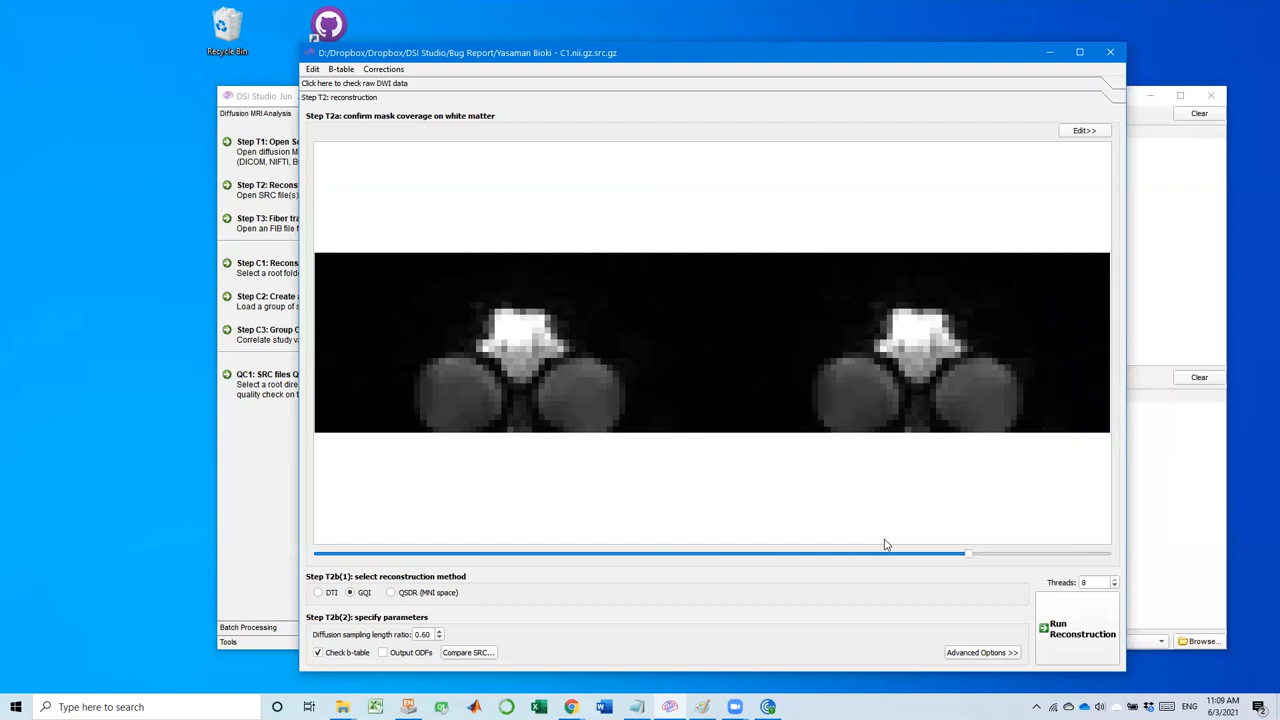 Recycle Bin
D:/Dropbox/Dropbox/DSI Studio/Bug Report/Yasaman Bioki - C1.nii.gz.src.gz
Edit B-table Corrections
Click here to check raw DWI data
Step T2: reconstruction
Step T2a: confirm mask coverage on white matter
Edit>>
DSI Studio Jun
Diffusion MRI Analysis
Step T1: Open S
Open diffusion M
(DICOM, NIFTI, B
Step T2: Recons
Open SRC file(s)
Step T3: Fiber tra
Open an FIB file f
Step C1: Recons
Select a root fold
Step C2: Create a
Load a group of s
Step C3: Group C
Correlate study va
QC1: SRC files Q
Select a root dire
quality check on t
Batch Processing
Tools
Clear
Clear
Browse...
Step T2b(1): select reconstruction method
DTI GQI QSDR (MNI space)
Threads: 8
Step T2b(2): specify parameters
Diffusion sampling length ratio: 0.60
Check b-table Output ODFs Compare SRC... Advanced Options >>
Run
Reconstruction
Type here to search
11:09 AM
6/3/2021